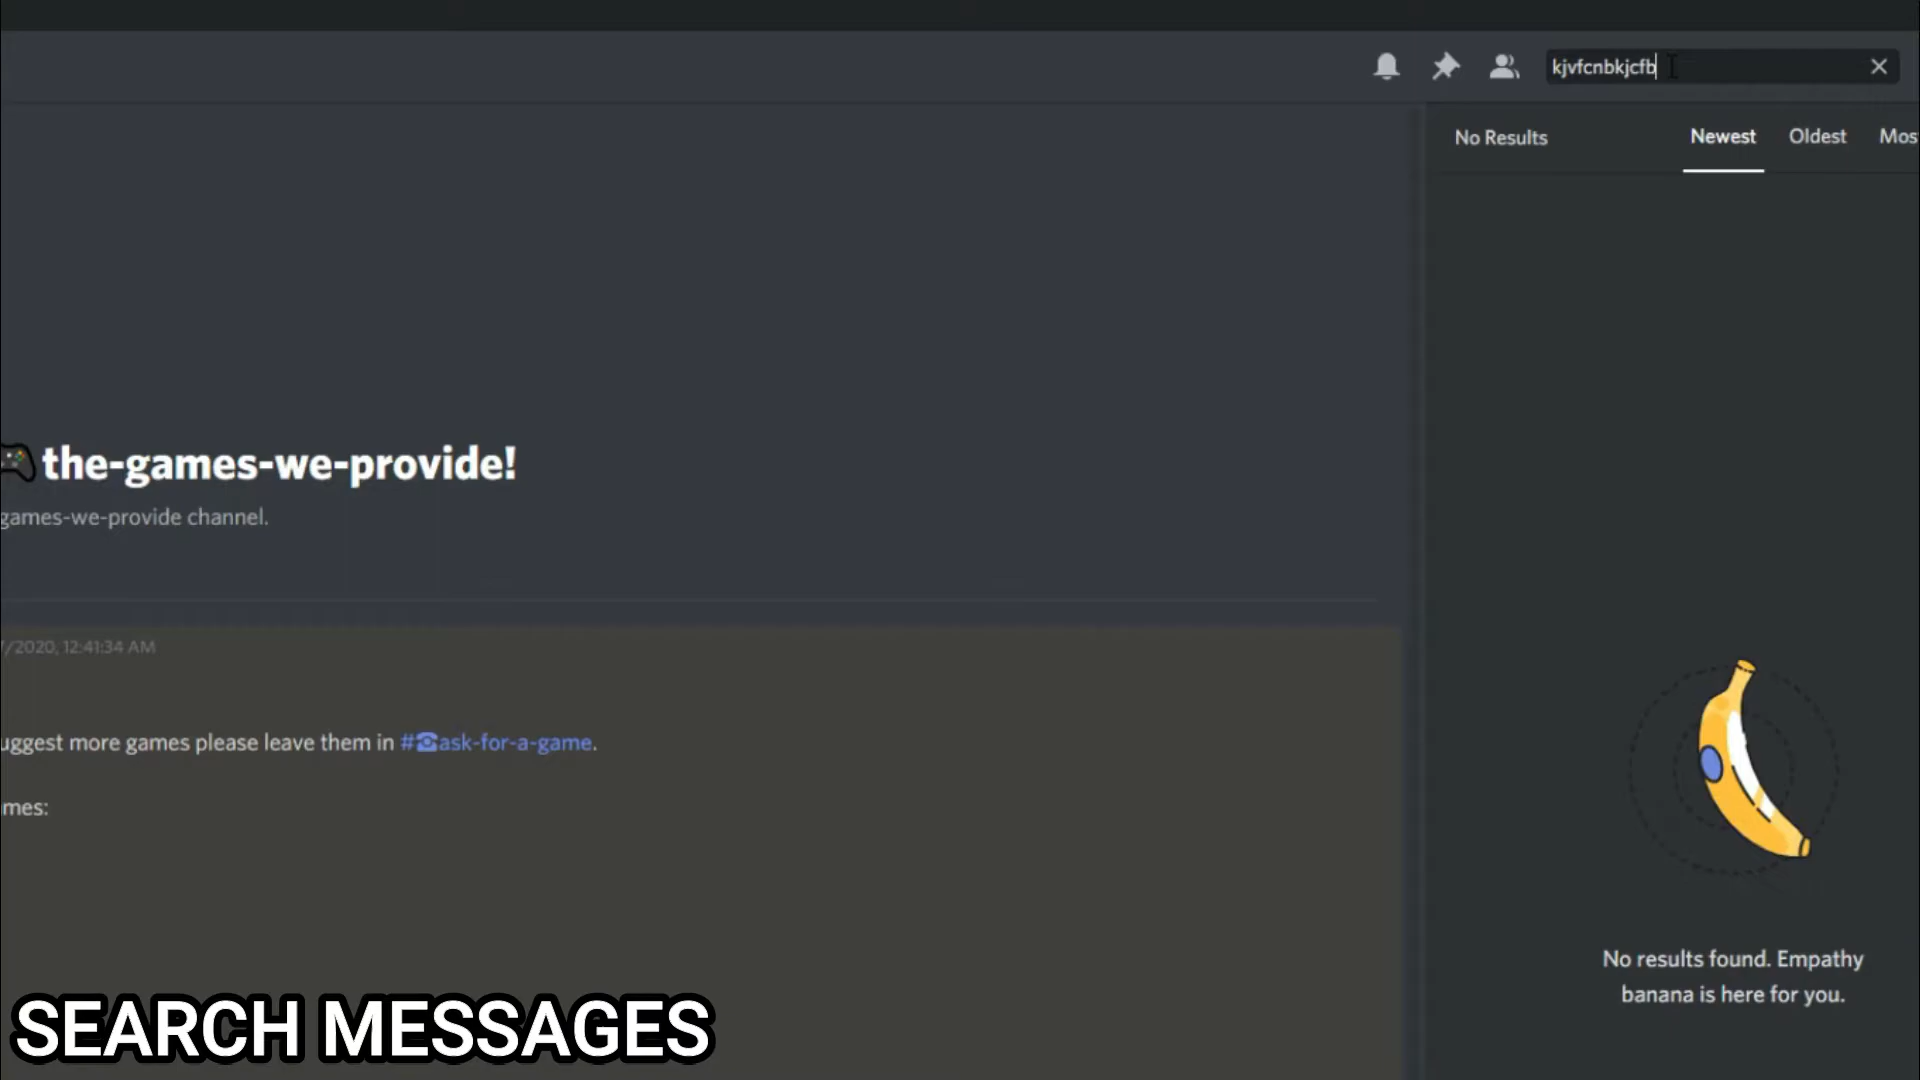 kjvfcnbkjcfb
No Results Newest Oldest Mos
the-games-we-provide!
games-we-provide channel.
7/2020, 12:41:34 AM
uggest more games please leave them in #☎ask-for-a-game.
mes:
No results found. Empathy
banana is here for you.
SEARCH MESSAGES